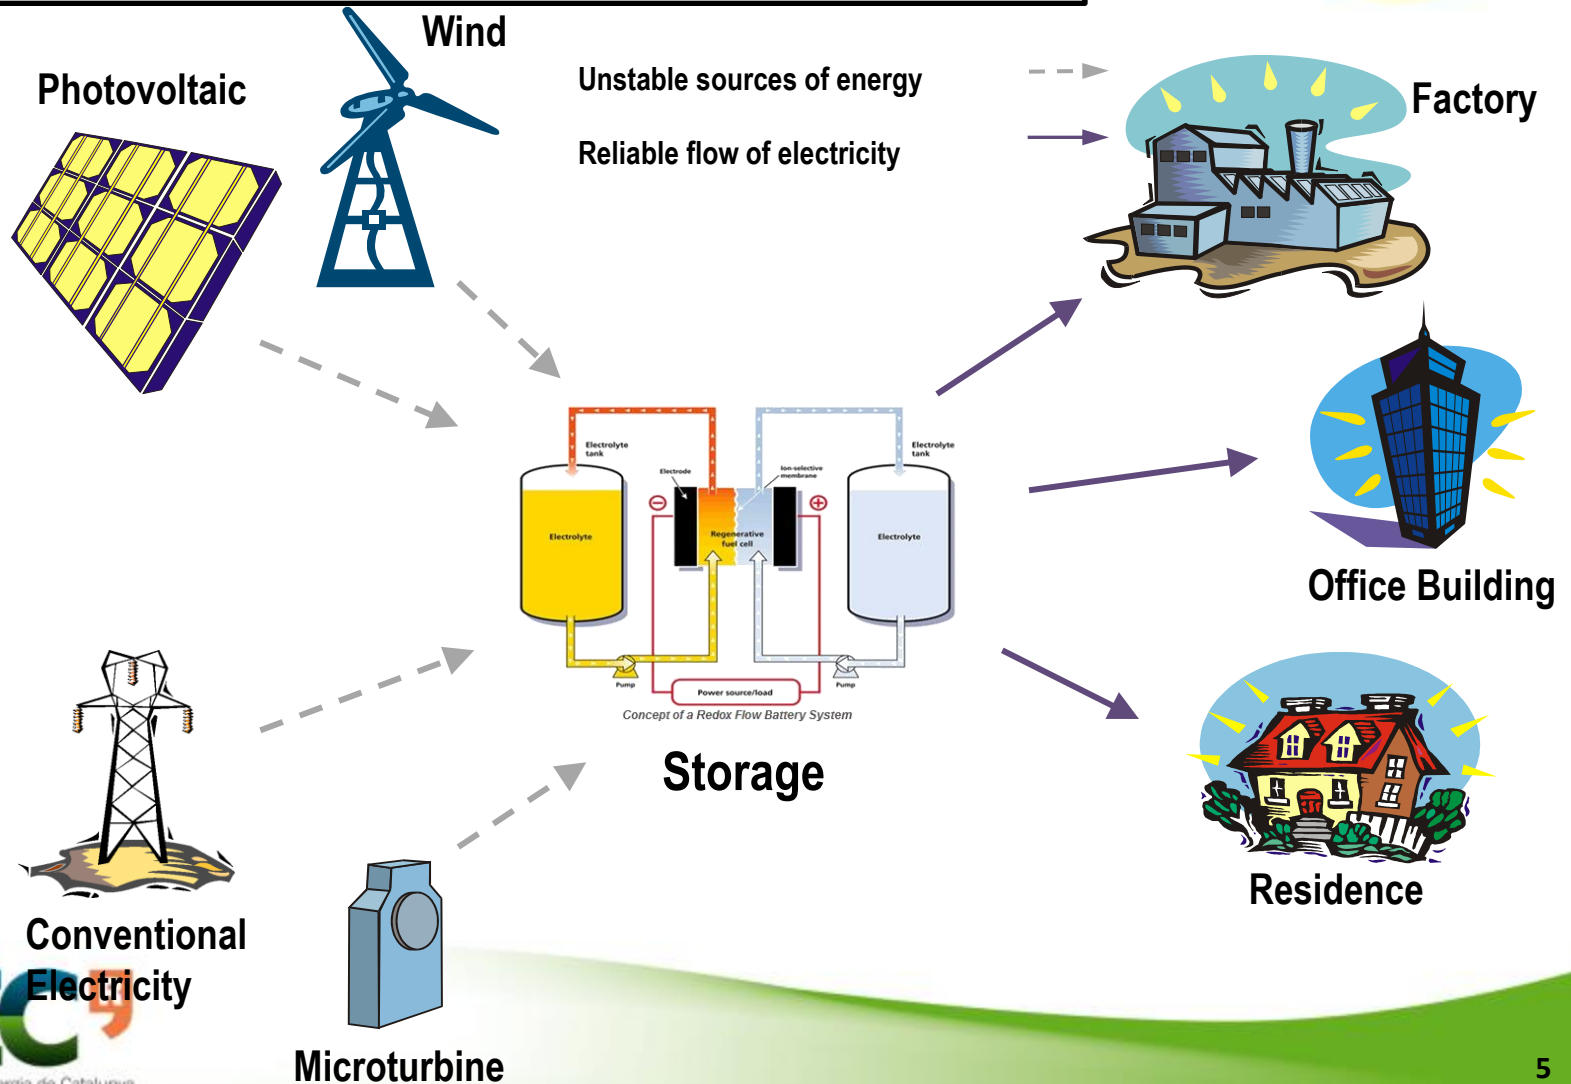 Wind
Photovoltaic
Unstable sources of energy
Factory
Reliable flow of electricity
Electrolyte
tank
Electrolyte
tank
Electrode
Ion-selective
membrane
Electrolyte
Regenerative
fuel cell
Electrolyte
Office Building
Pump
Pump
Power source/load
Concept of a Redox Flow Battery System
Storage
Residence
Conventional
Electricity
Microturbine
de Catalunya
5